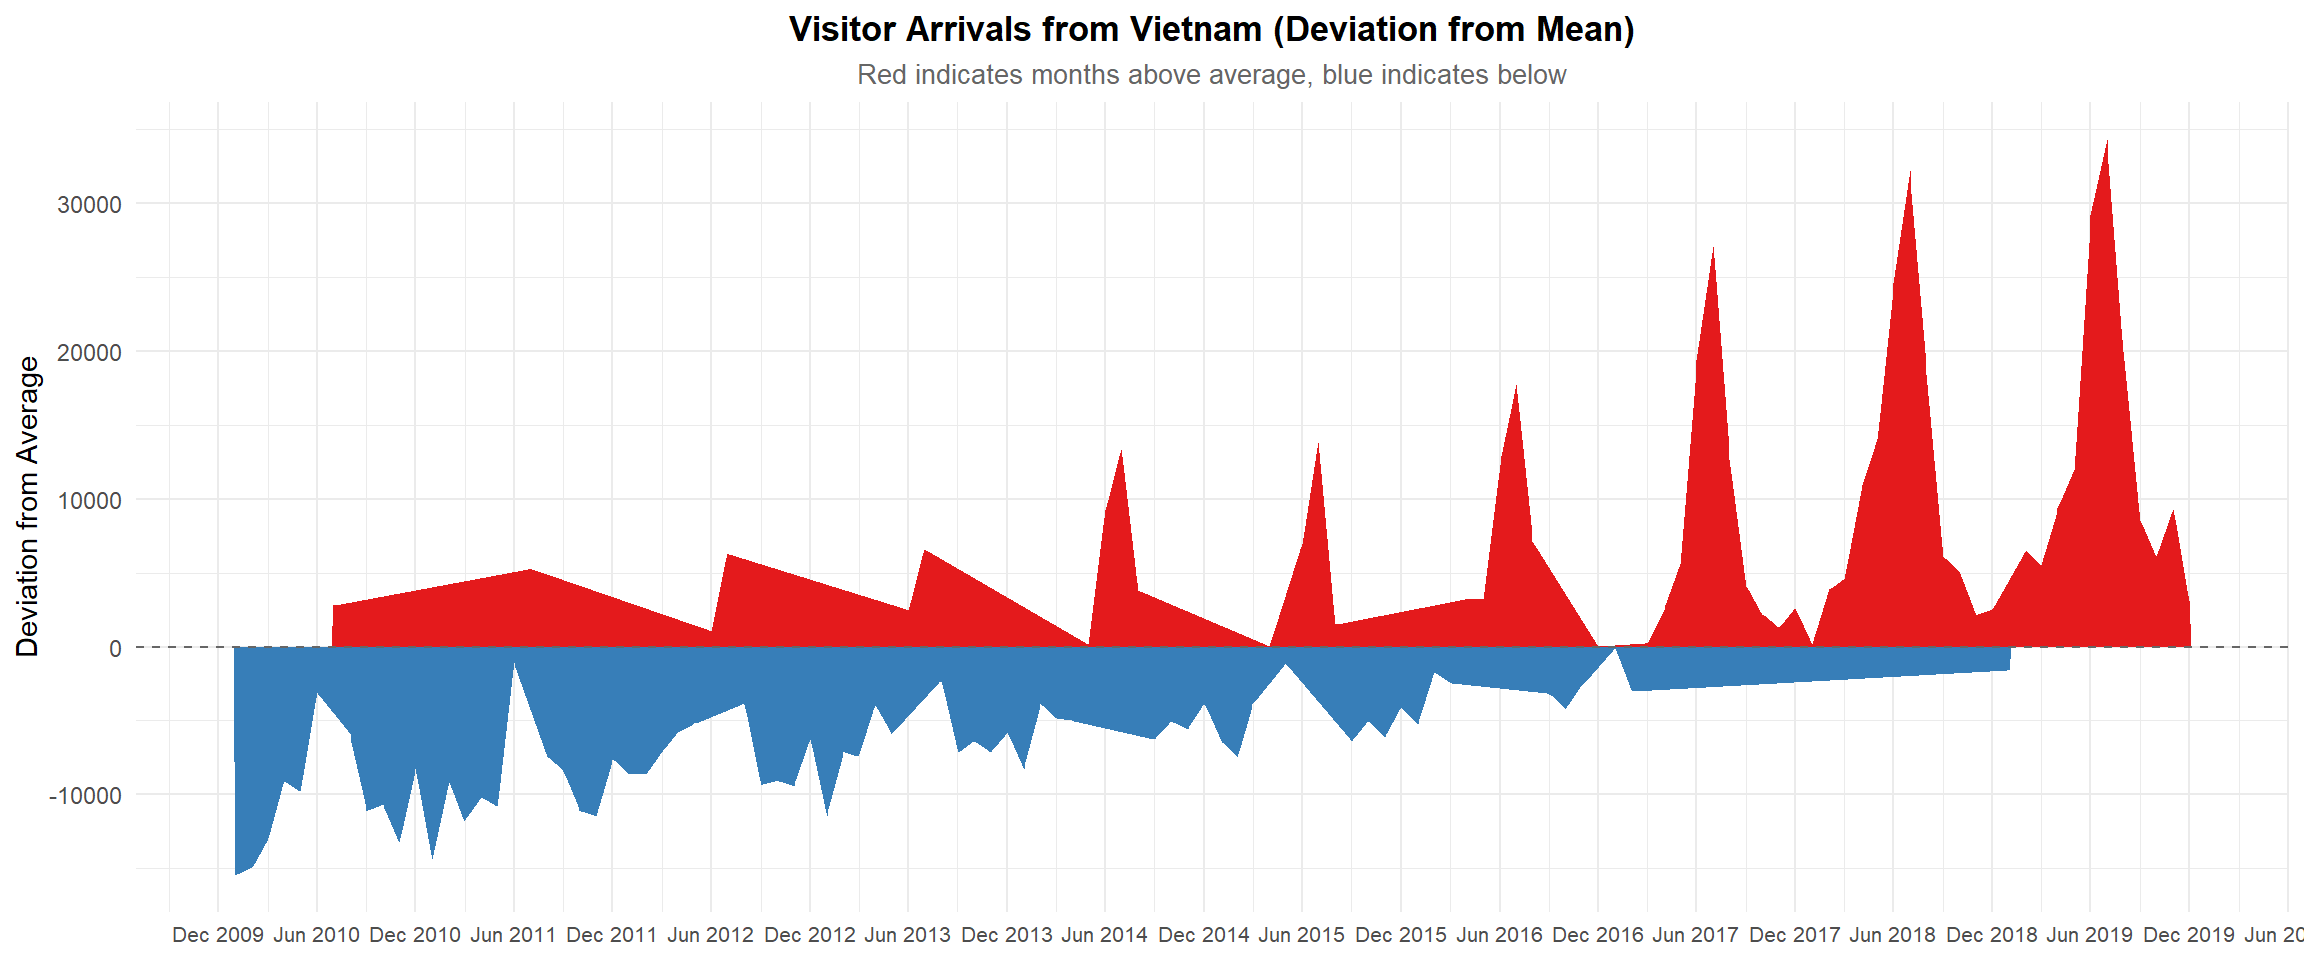 Visitor Arrivals from Vietnam (Deviation from Mean)
Red indicates months above average, blue indicates below
Deviation from Average
30000
20000
10000
0
-10000
Dec 2009 Jun 2010 Dec 2010 Jun 2011 Dec 2011 Jun 2012 Dec 2012 Jun 2013 Dec 2013 Jun 2014 Dec 2014 Jun 2015 Dec 2015 Jun 2016 Dec 2016 Jun 2017 Dec 2017 Jun 2018 Dec 2018 Jun 2019 Dec 2019 Jun 20